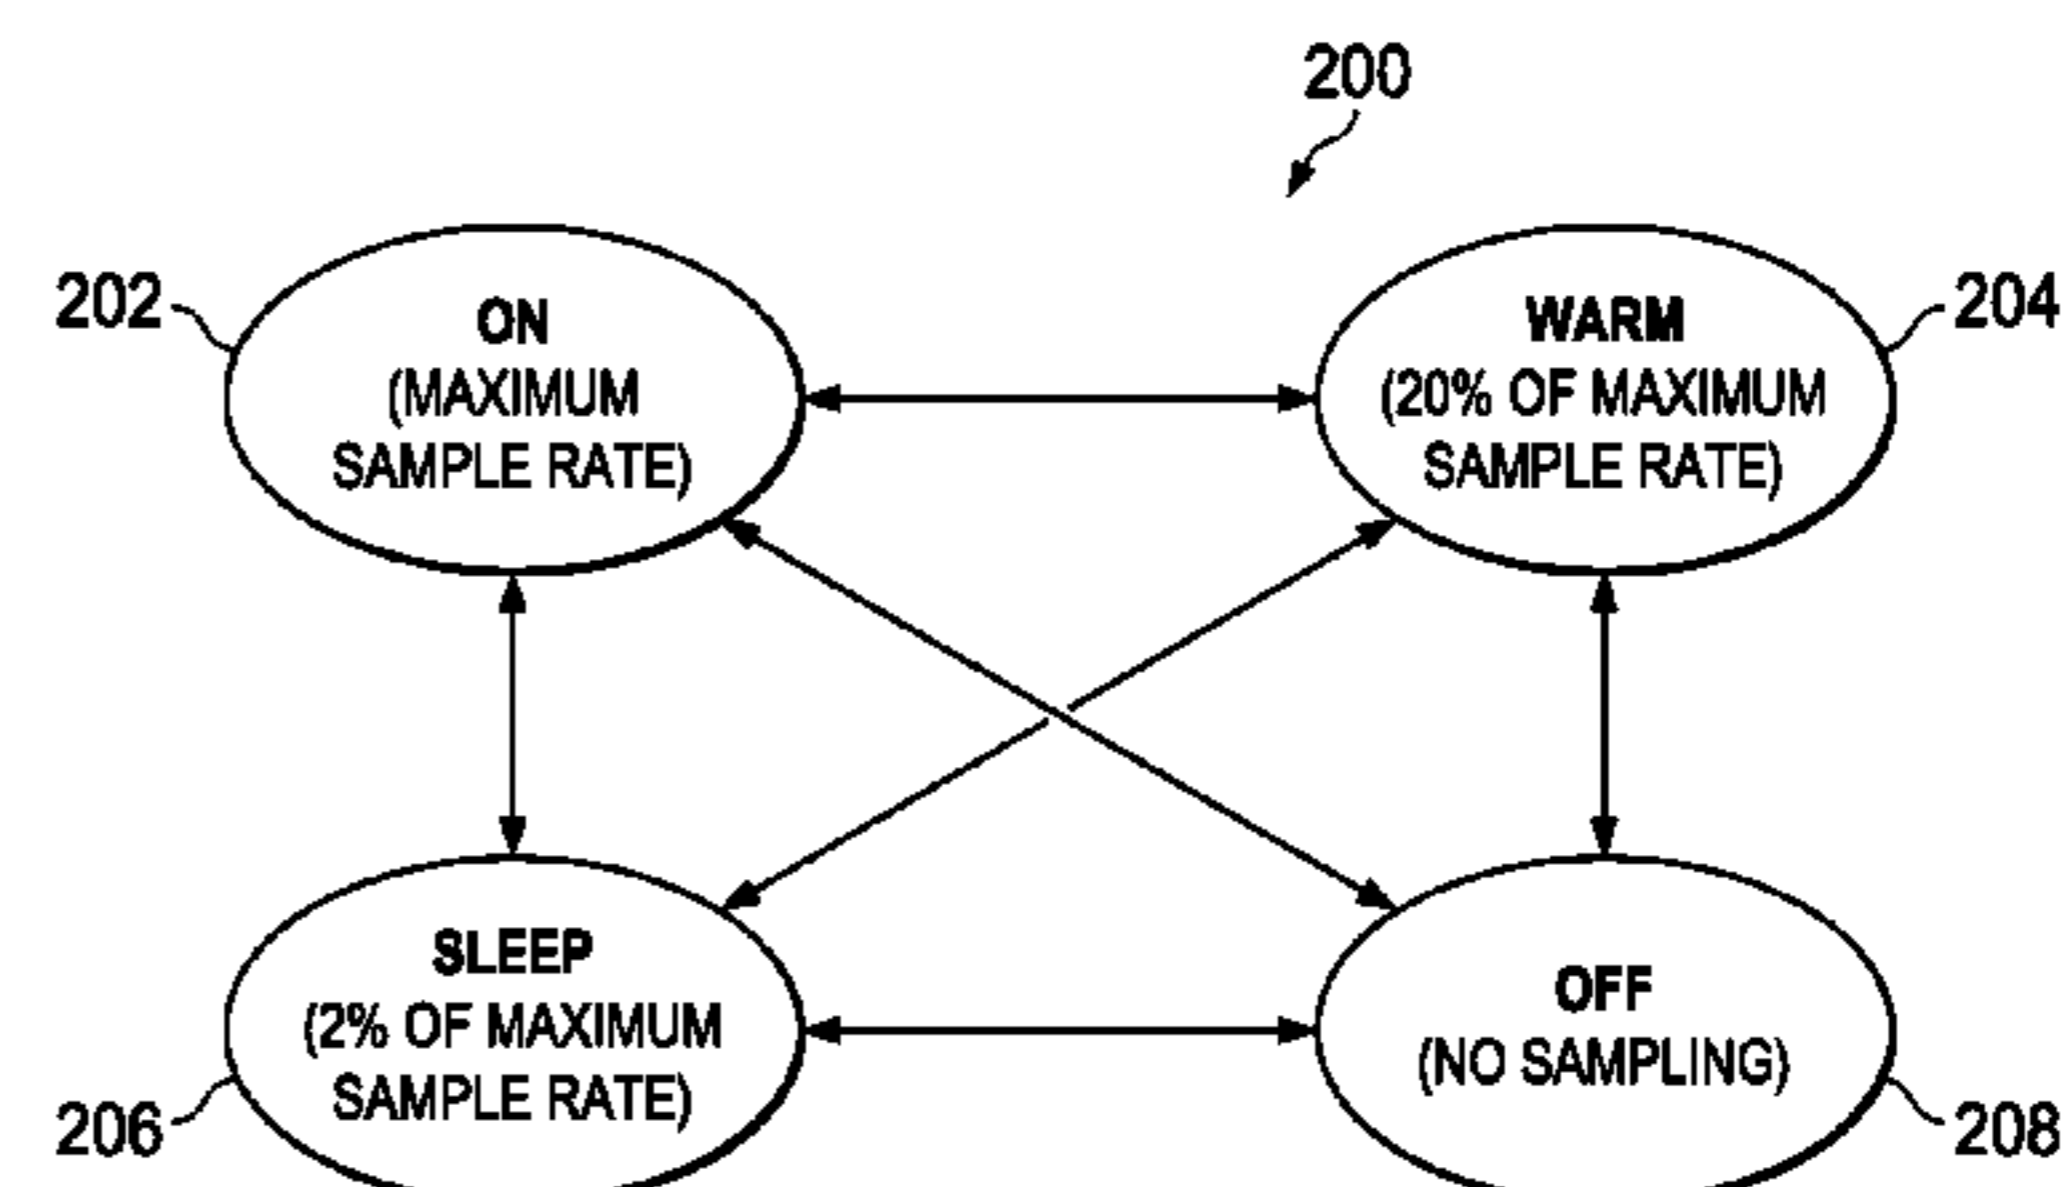 200
202
ON
(MAXIMUM
SAMPLE RATE)
WARM
(20% OF MAXIMUM
SAMPLE RATE)
204
SLEEP
(2% OF MAXIMUM
SAMPLE RATE)
206
OFF
(NO SAMPLING)
208